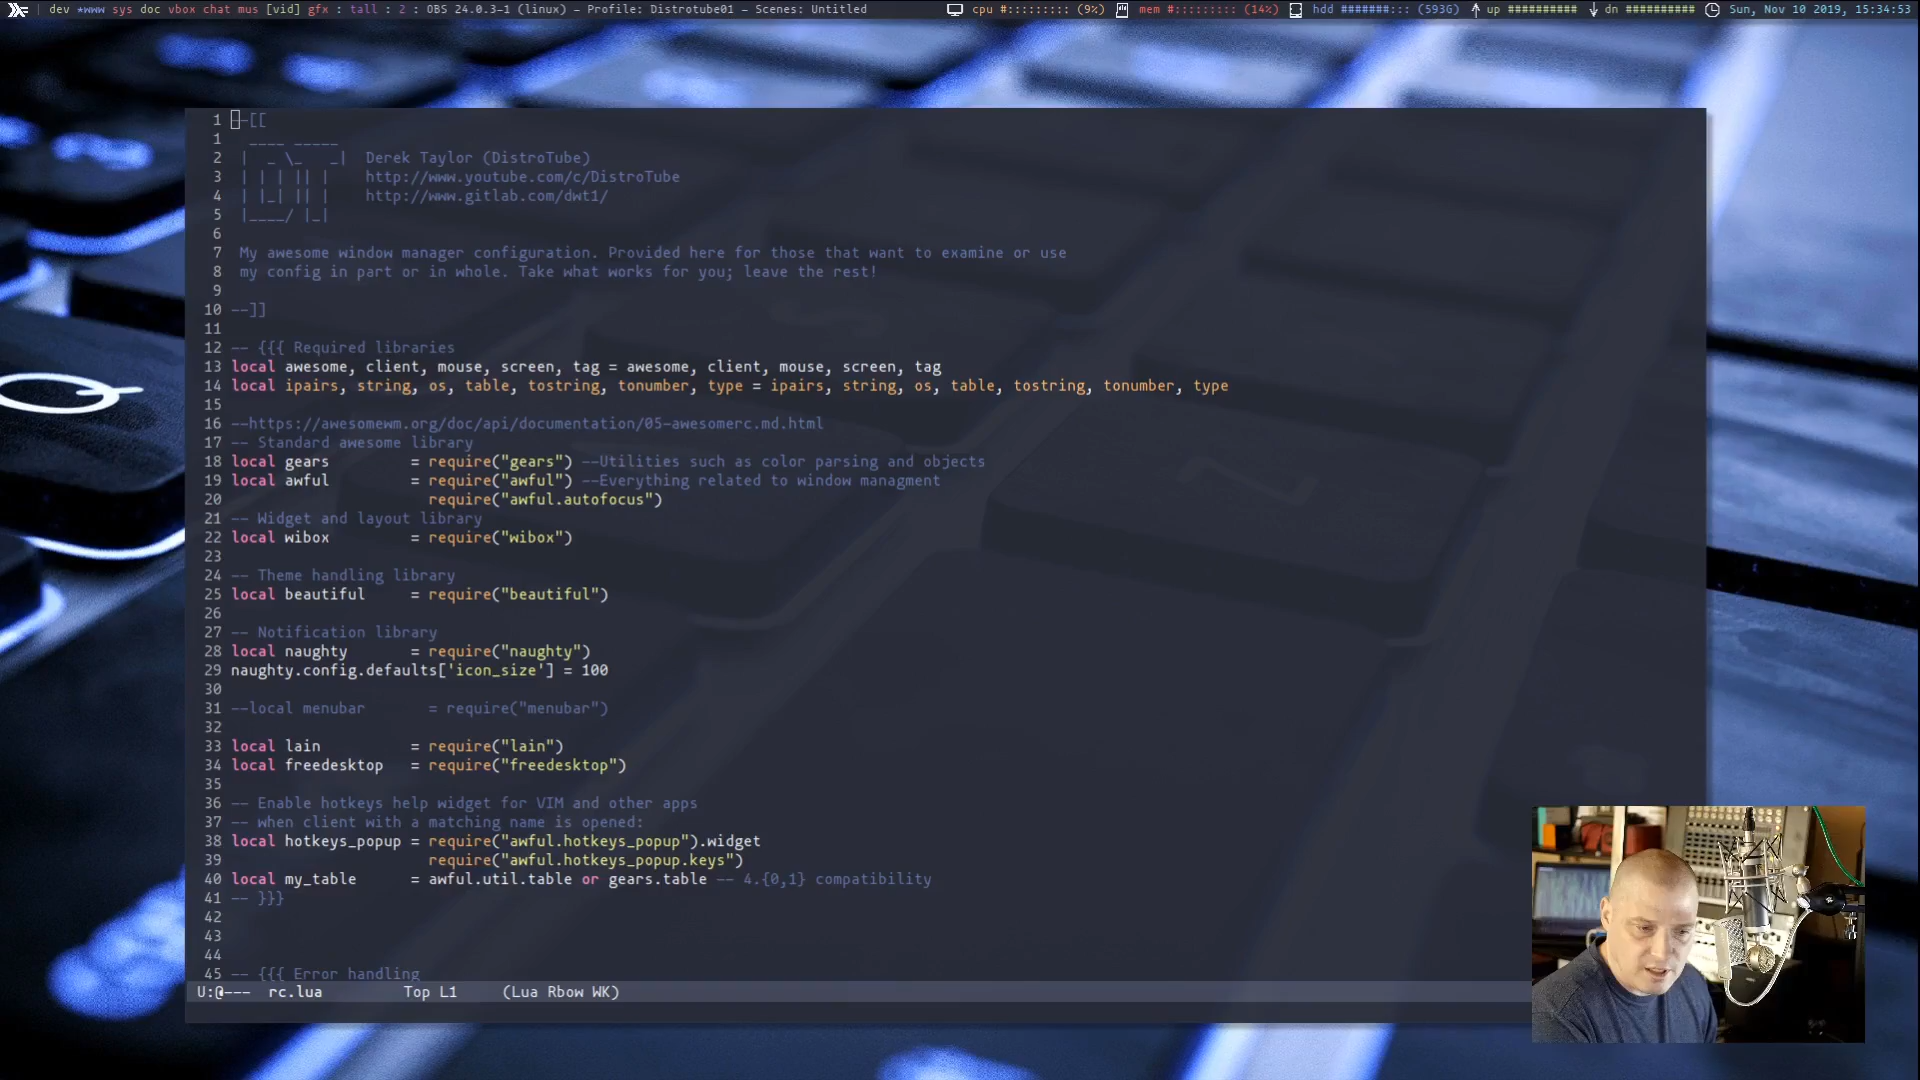 dev *www sys doc vbox chat mus [vid] gfx : tall : 2 : OBS 24.0.3-1 (linux) - Profile: Distrotube01 - Scenes: Untitled
cpu #::::::::: (9%) mem #::::::::: (14%) hdd #######::: (593G) up ########## dn ########## Sun, Nov 10 2019, 15:34:53
1 --[[
1 ____ _____
2 | _ \_ _| Derek Taylor (DistroTube)
3 | | | || | http://www.youtube.com/c/DistroTube
4 | |_| || | http://www.gitlab.com/dwt1/
5 |____/ |_|
6
7 My awesome window manager configuration. Provided here for those that want to examine or use
8 my config in part or in whole. Take what works for you; leave the rest!
9
10 --]]
11
12 -- {{{ Required libraries
13 local awesome, client, mouse, screen, tag = awesome, client, mouse, screen, tag
14 local ipairs, string, os, table, tostring, tonumber, type = ipairs, string, os, table, tostring, tonumber, type
15
16 --https://awesomewm.org/doc/api/documentation/05-awesomerc.md.html
17 -- Standard awesome library
18 local gears = require("gears") --Utilities such as color parsing and objects
19 local awful = require("awful") --Everything related to window managment
20 require("awful.autofocus")
21 -- Widget and layout library
22 local wibox = require("wibox")
23
24 -- Theme handling library
25 local beautiful = require("beautiful")
26
27 -- Notification library
28 local naughty = require("naughty")
29 naughty.config.defaults['icon_size'] = 100
30
31 --local menubar = require("menubar")
32
33 local lain = require("lain")
34 local freedesktop = require("freedesktop")
35
36 -- Enable hotkeys help widget for VIM and other apps
37 -- when client with a matching name is opened:
38 local hotkeys_popup = require("awful.hotkeys_popup").widget
39 require("awful.hotkeys_popup.keys")
40 local my_table = awful.util.table or gears.table -- 4.{0,1} compatibility
41 -- }}}
42
43
44
45 -- {{{ Error handling
U:@--- rc.lua Top L1 (Lua Rbow WK)
Q